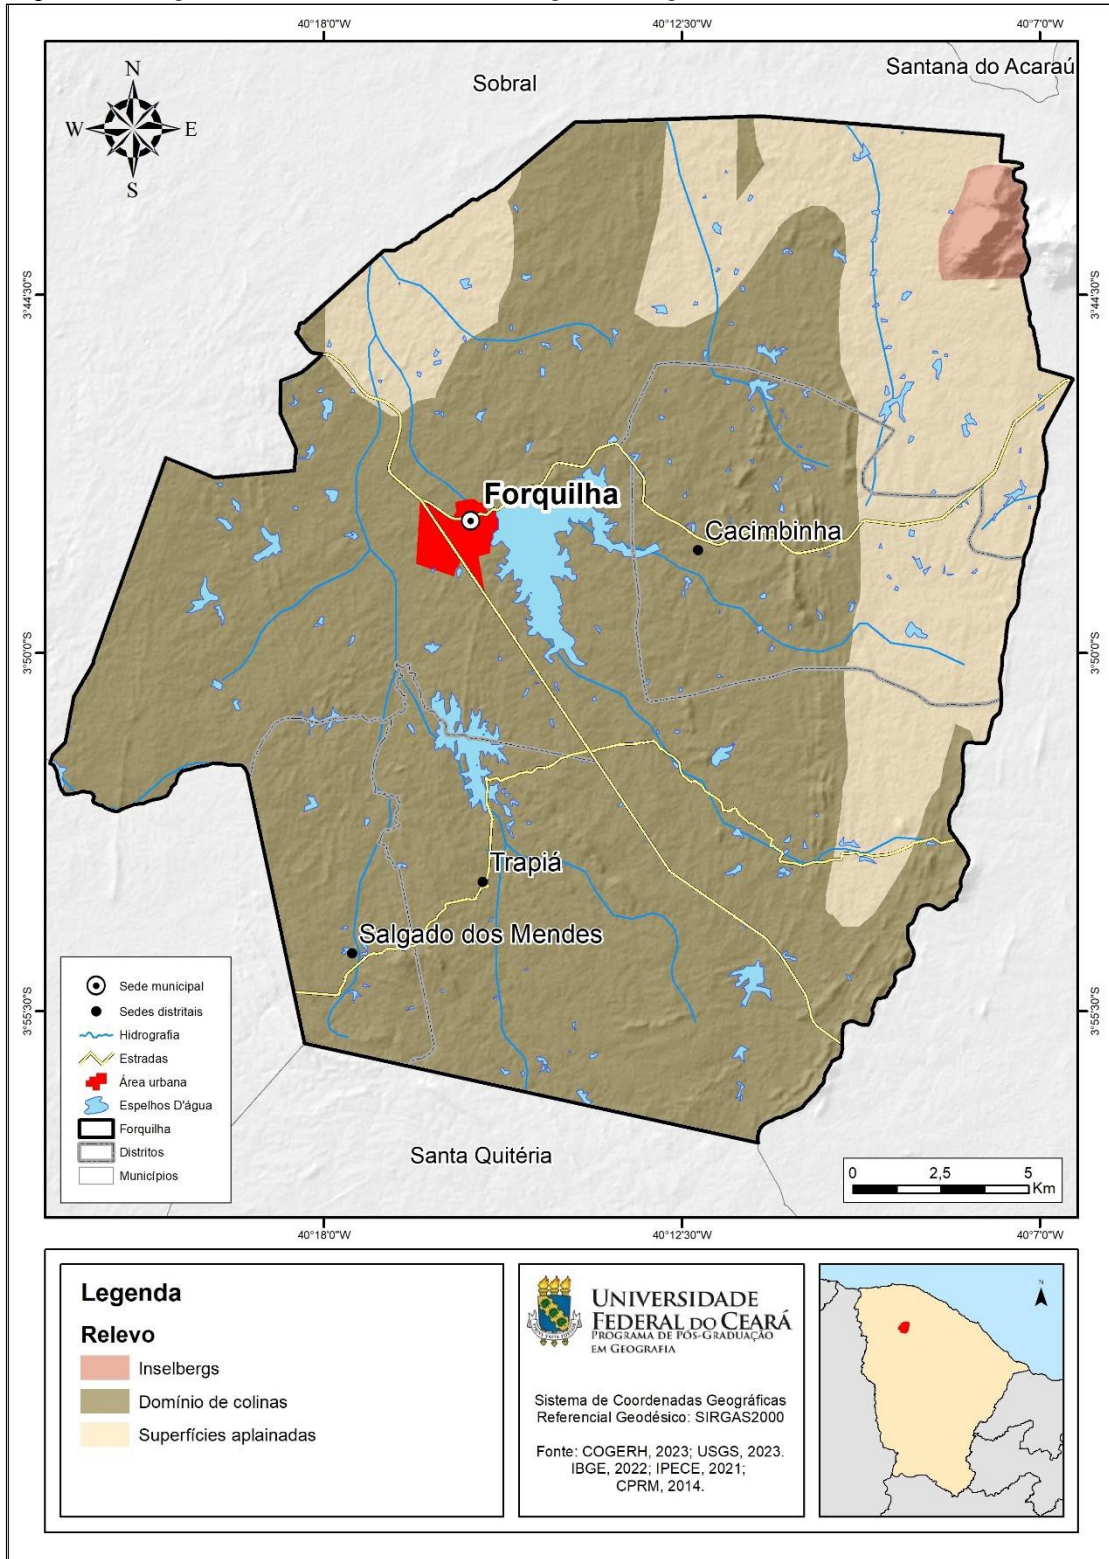 40°18'0"W
40°12'30"W
40°7'0"W
Santana do Acaraú
Sobral
N
W
E
S
3°44'30"S
3°44'30"S
Forquilha
Cacimbinha
3°50'0"S
3°50'0"S
Trapiá
Salgado dos Mendes
3°55'30"S
3°55'30"S
Sede municipal
Sedes distritais
Hidrografia
Estradas
Área urbana
Espelhos D'água
Forquilha
Distritos
Municípios
Santa Quitéria
0
2,5
5
Km
40°18'0"W
40°12'30"W
40°7'0"W
Legenda
Relevo
Inselbergs
Domínio de colinas
Superfícies aplainadas
UNIVERSIDADE
FEDERAL DO CEARÁ
PROGRAMA DE PÓS-GRADUAÇÃO
EM GEOGRAFIA
Sistema de Coordenadas Geográficas
Referencial Geodésico: SIRGAS2000
Fonte: COGERH, 2023; USGS, 2023.
IBGE, 2022; IPECE, 2021;
CPRM, 2014.
N